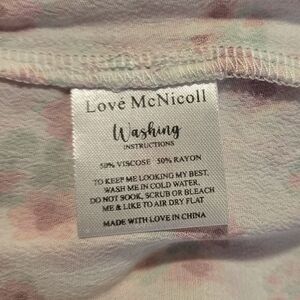 Lové McNicoll
Washing
INSTRUCTIONS
50% VISCOSE 50% RAYON
TO KEEP ME LOOKING MY BEST,
WASH ME IN COLD WATER,
DO NOT SOOK, SCRUB OR BLEACH
ME & LIKE TO AIR DRY FLAT
MADE WITH LOVE IN CHINA